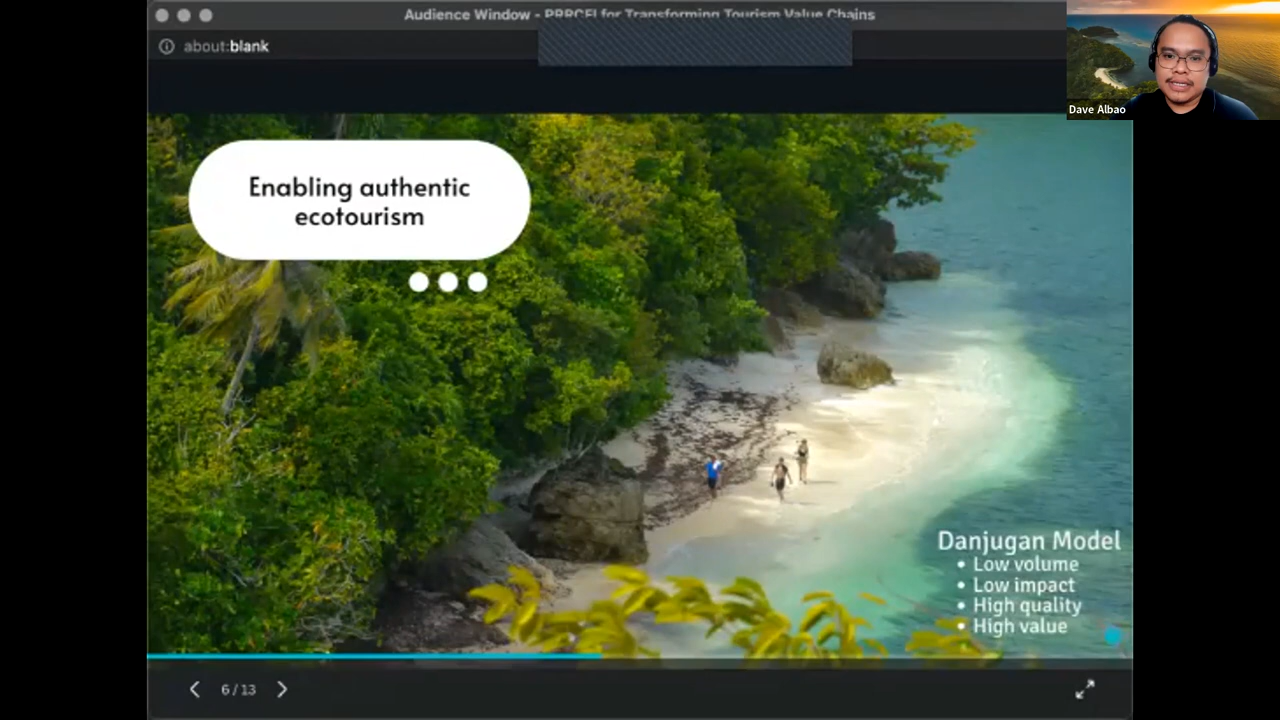 Audience Window - PRRCFI for Transforming Tourism Value Chains
about:blank
Dave Albao
Enabling authentic
ecotourism
Danjugan Model
• Low volume
• Low impact
• High quality
• High value
6 / 13